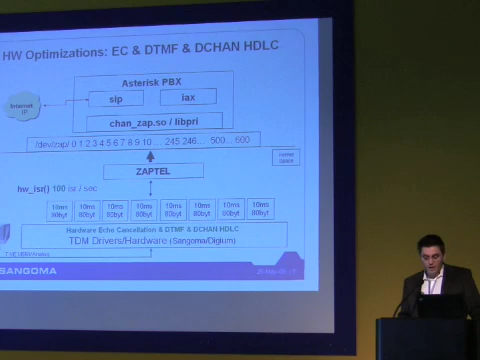 HW Optimizations: EC & DTMF & DCHAN HDLC
Asterisk PBX
sip
iax
Internet
IP
chan_zap.so / libpri
/dev/zap/ 0 1 2 3 4 5 6 7 8 9 10 ... 245 246... 500... 600
ZAPTEL
hw_isr() 100 isr / sec
10ms 10ms 10ms 10ms 10ms 10ms 10ms 10ms
80byt 80byt 80byt 80byt 80byt 80byt 80byt 80byt
Hardware Echo Cancellation & DTMF & DCHAN HDLC
TDM Drivers/Hardware (Sangoma/Digium)
SANGOMA